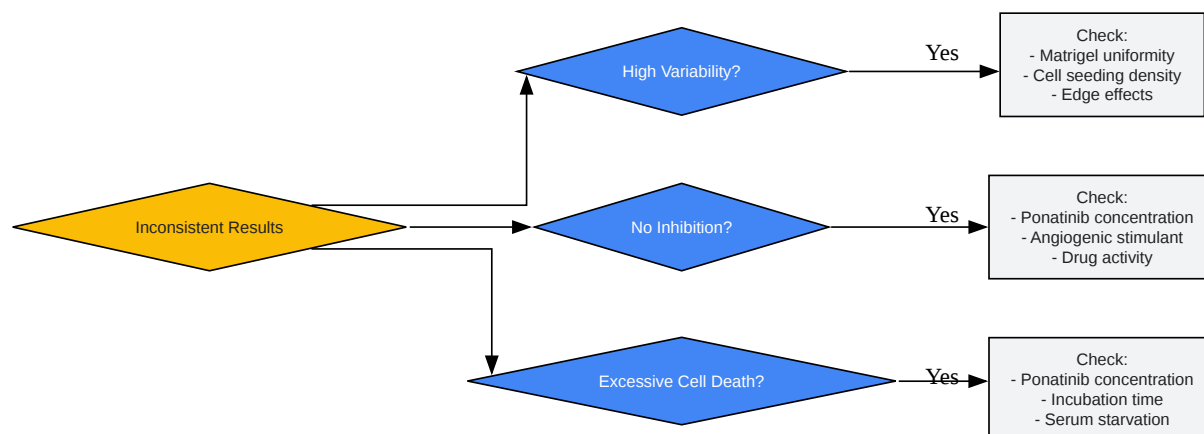 High Variability?
Yes
Check:
- Matrigel uniformity
- Cell seeding density
- Edge effects
Inconsistent Results
No Inhibition?
Yes
Check:
- Ponatinib concentration
- Angiogenic stimulant
- Drug activity
Excessive Cell Death?
Yes
Check:
- Ponatinib concentration
- Incubation time
- Serum starvation